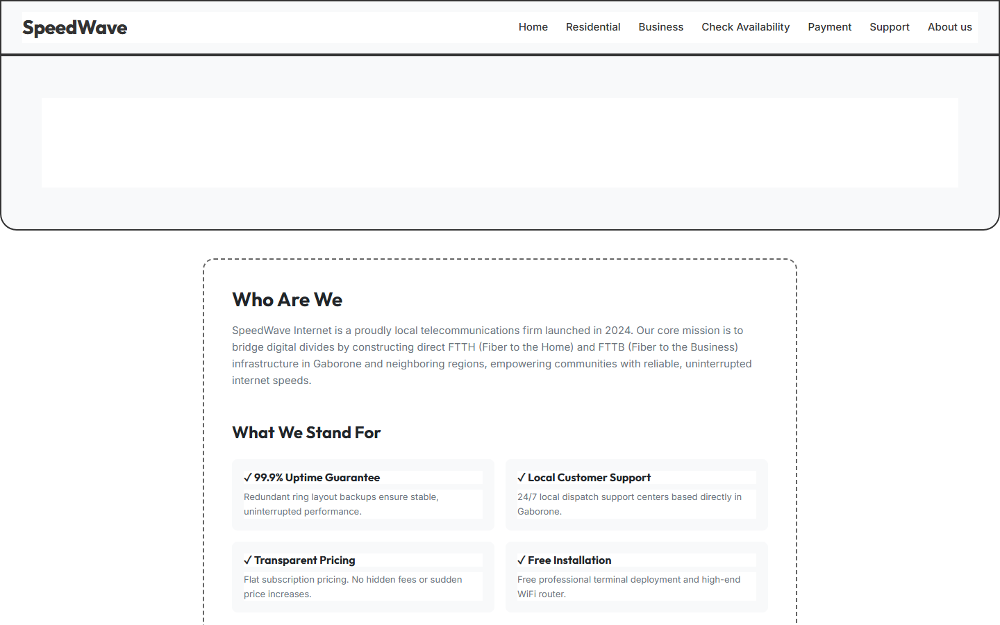 SpeedWave
Home Residential Business Check Availability Payment Support About us
Who Are We
SpeedWave Internet is a proudly local telecommunications firm launched in 2024. Our core mission is to
bridge digital divides by constructing direct FTTH (Fiber to the Home) and FTTB (Fiber to the Business)
infrastructure in Gaborone and neighboring regions, empowering communities with reliable, uninterrupted
internet speeds.
What We Stand For
✓ 99.9% Uptime Guarantee
Redundant ring layout backups ensure stable,
uninterrupted performance.
✓ Local Customer Support
24/7 local dispatch support centers based directly in
Gaborone.
✓ Transparent Pricing
Flat subscription pricing. No hidden fees or sudden
price increases.
✓ Free Installation
Free professional terminal deployment and high-end
WiFi router.